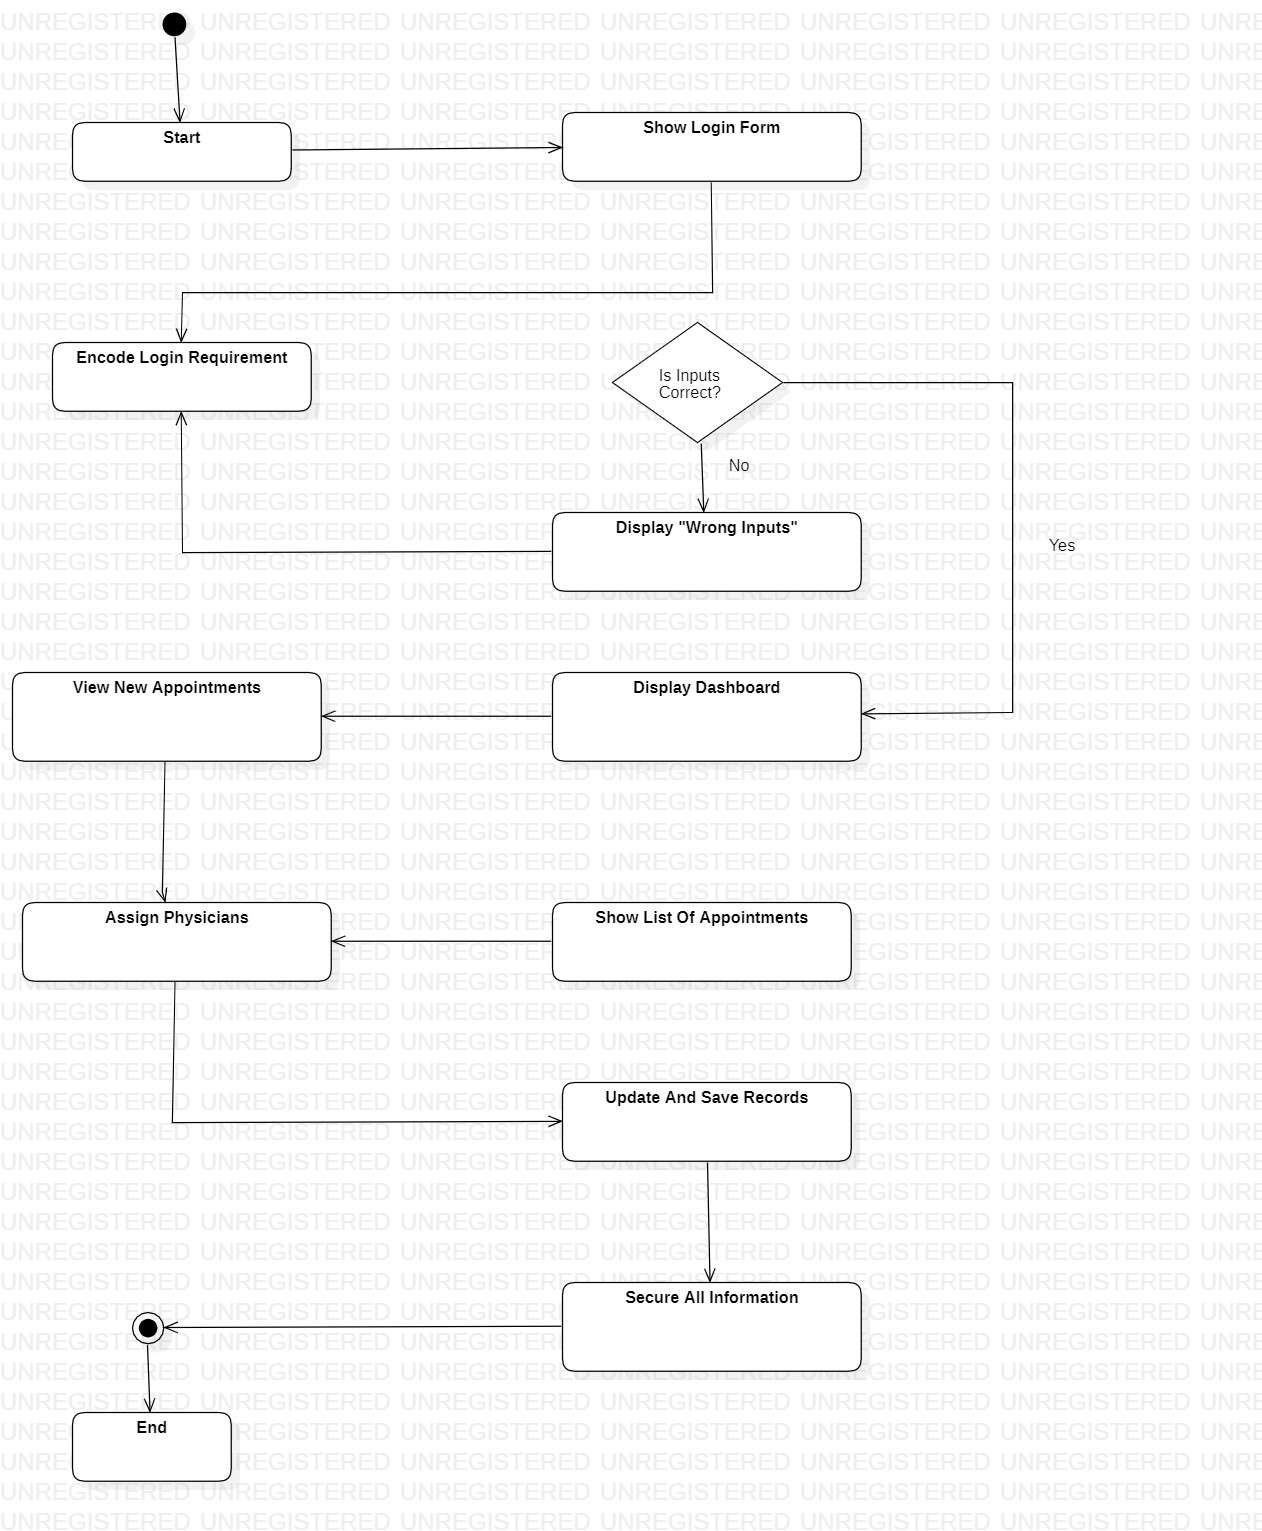 Start
Show Login Form
Encode Login Requirement
Is Inputs
Correct?
No
Display "Wrong Inputs"
Yes
View New Appointments
Display Dashboard
Assign Physicians
Show List Of Appointments
Update And Save Records
Secure All Information
End
UNREGISTERED